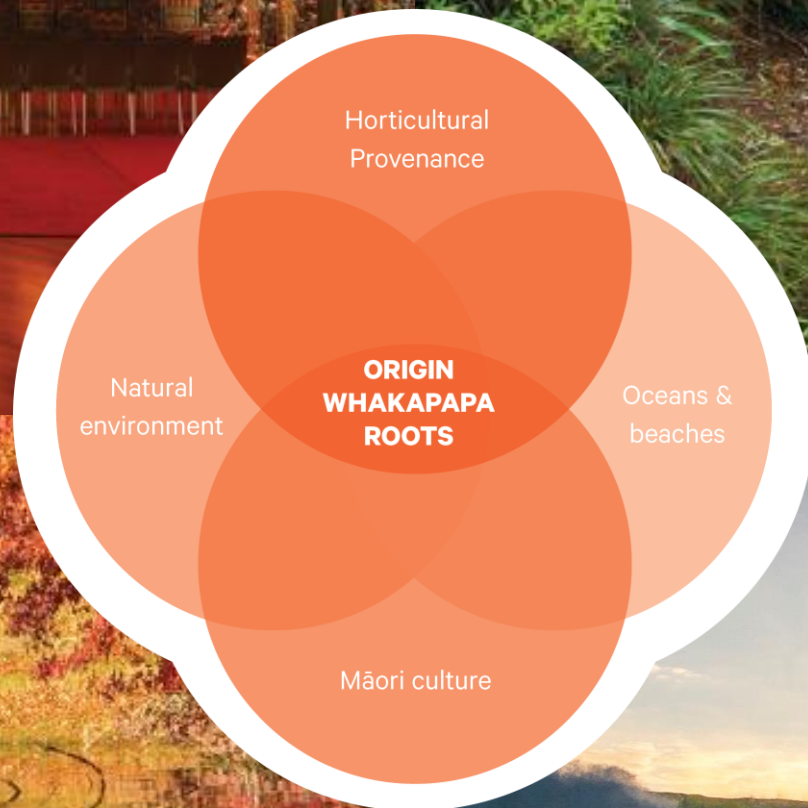 Horticultural
Provenance
Natural
environment
ORIGIN
WHAKAPAPA
ROOTS
Oceans &
beaches
Māori culture